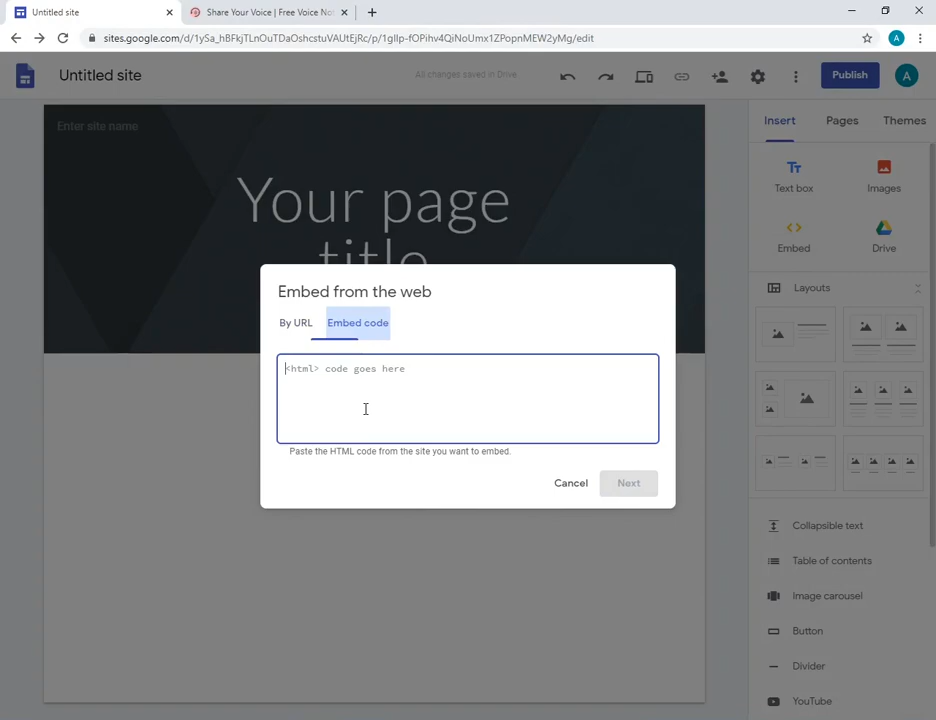 Untitled site
Share Your Voice | Free Voice No
sites.google.com/d/1ySa_hBFkjTLnOuTDaOshcstuVAUtEjRc/p/1gIlp-fOPihv4QiNoUmx1ZPopnMEW2yMg/edit
A
Untitled site
All changes saved in Drive
Publish
A
Enter site name
Your page
title
Insert
Pages
Themes
Text box
Images
Embed
Drive
Layouts
Embed from the web
By URL
Embed code
<html> code goes here
Paste the HTML code from the site you want to embed.
Cancel
Next
Collapsible text
Table of contents
Image carousel
Button
Divider
YouTube